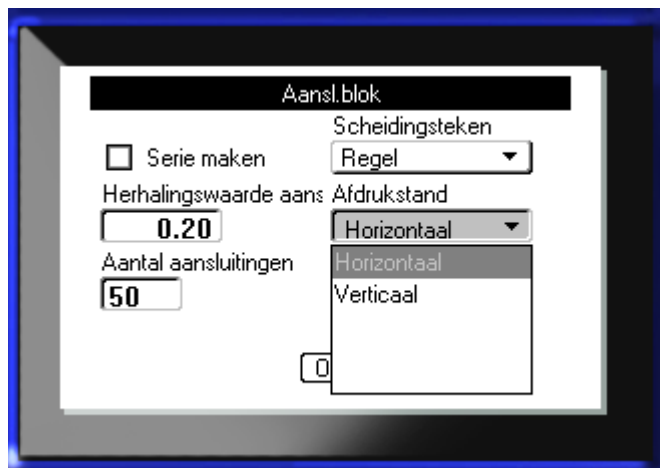 Aansl.blok
Scheidingsteken
Serie maken
Regel
Herhalingswaarde aans
Afdrukstand
0.20
Horizontaal
Aantal aansluitingen
Horizontaal
50
Verticaal